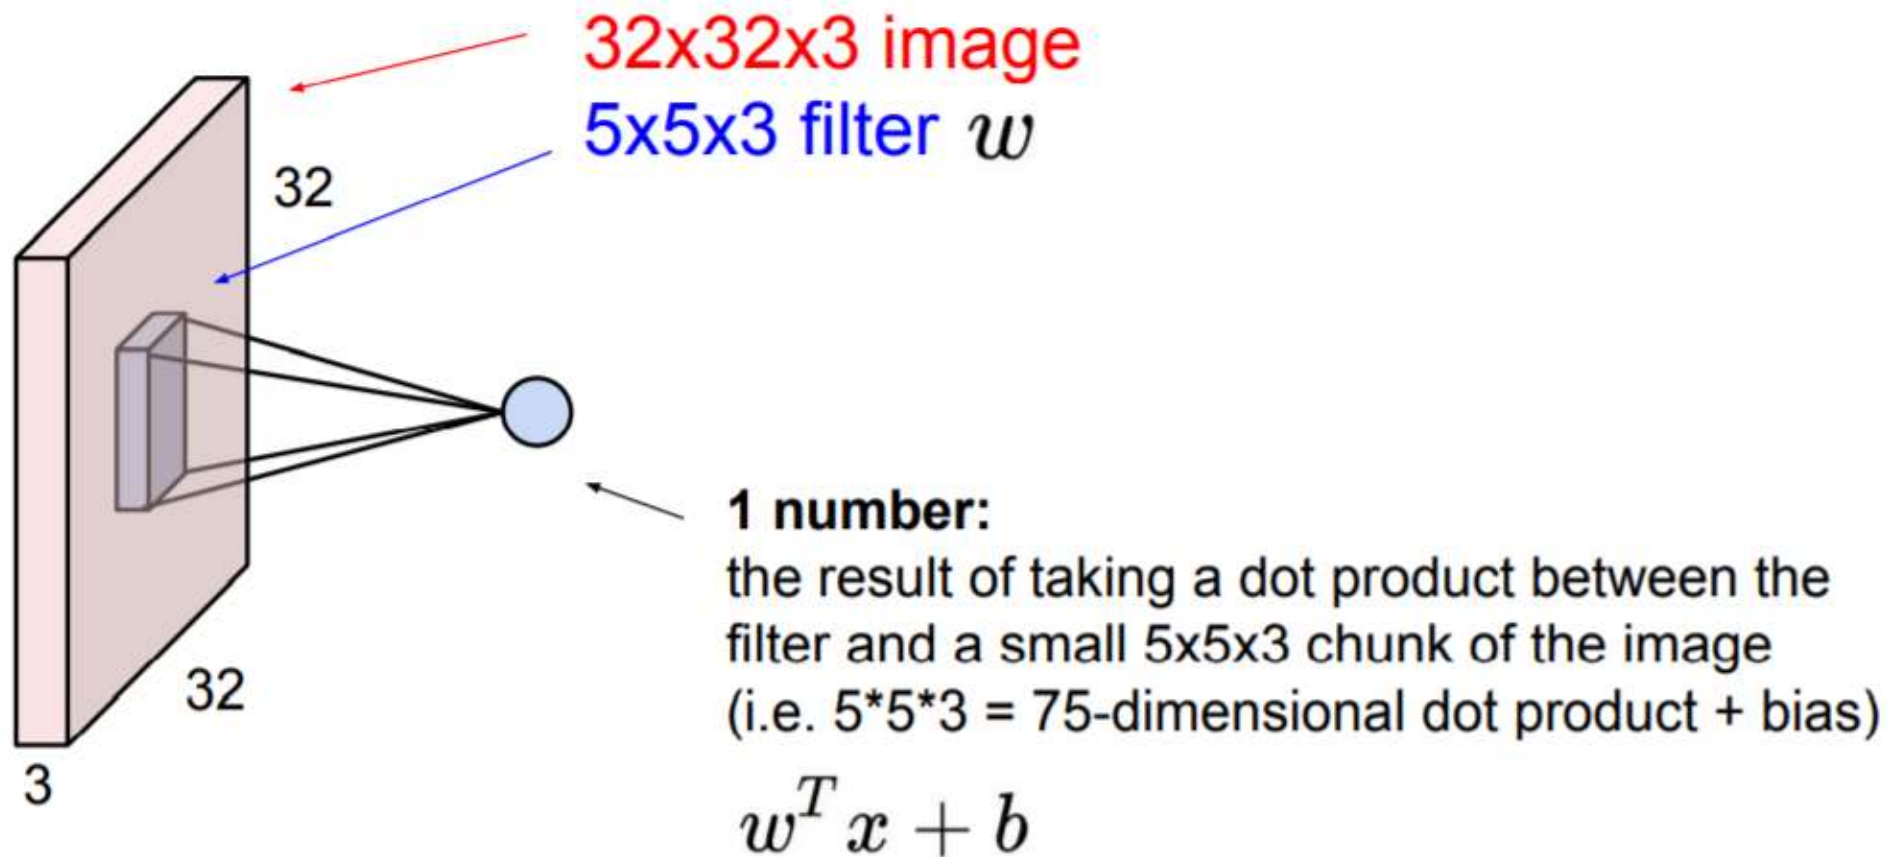 32x32x3 image
5x5x3 filter w
32
32
3
1 number:
the result of taking a dot product between the
filter and a small 5x5x3 chunk of the image
(i.e. 5*5*3 = 75-dimensional dot product + bias)
w^T x + b